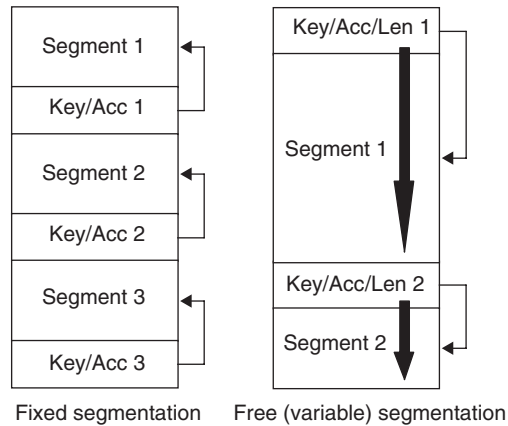 Segment 1
Key/Acc 1
Segment 2
Key/Acc 2
Segment 3
Key/Acc 3
Fixed segmentation
Key/Acc/Len 1
Segment 1
Key/Acc/Len 2
Segment 2
Free (variable) segmentation